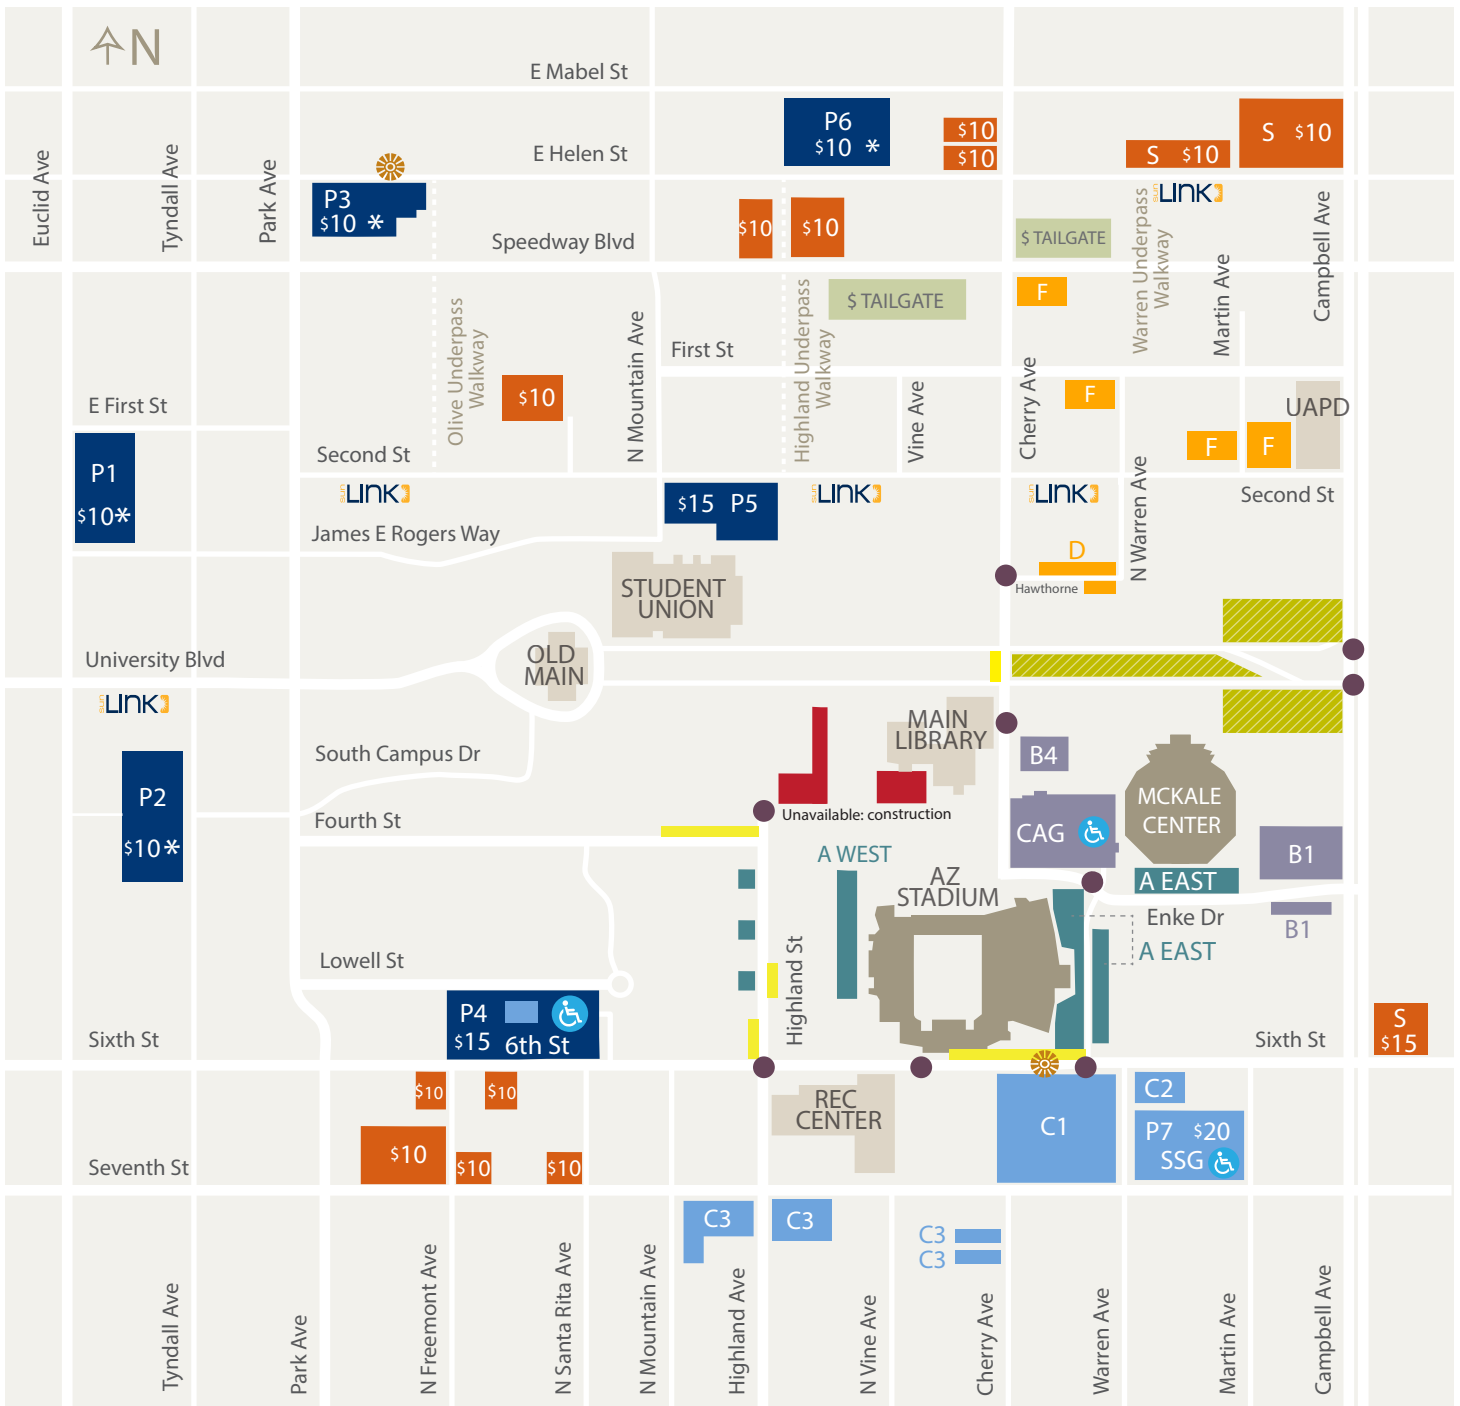 N
E Mabel St
P6
$10 *
$10
$10
S $10
S $10
E Helen St
Euclid Ave
Tyndall Ave
Park Ave
P3
$10 *
Speedway Blvd
$10
$10
$ TAILGATE
sun LINK
Warren Underpass
Walkway
Martin Ave
Campbell Ave
F
$ TAILGATE
Olive Underpass
Walkway
N Mountain Ave
First St
Highland Underpass
Walkway
Vine Ave
Cherry Ave
F
$10
E First St
UAPD
F
F
Second St
P1
$10*
sun LINK
$15 P5
sun LINK
sun LINK
N Warren Ave
Second St
James E Rogers Way
D
Hawthorne
STUDENT
UNION
University Blvd
OLD
MAIN
sun LINK
MAIN
LIBRARY
South Campus Dr
B4
P2
$10*
Unavailable: construction
Fourth St
CAG
MCKALE
CENTER
B1
A WEST
AZ
STADIUM
A EAST
Enke Dr
B1
A EAST
Lowell St
Highland St
P4
$15 6th St
Sixth St
Sixth St
S
$15
$10
$10
REC
CENTER
C1
C2
P7 $20
SSG
$10
$10
$10
Seventh St
C3
C3
C3
C3
Tyndall Ave
Park Ave
N Freemont Ave
N Santa Rita Ave
N Mountain Ave
Highland Ave
N Vine Ave
Cherry Ave
Warren Ave
Martin Ave
Campbell Ave